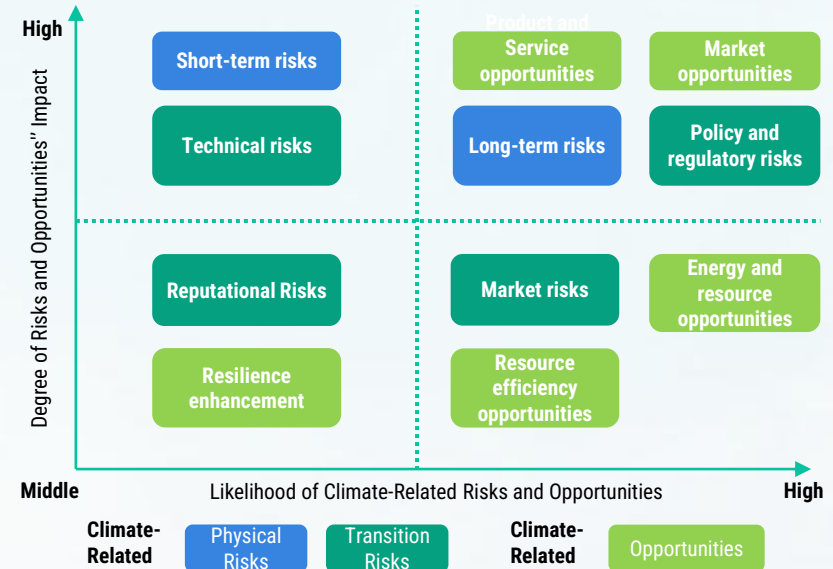 High
Degree of Risks and Opportunities" Impact
Short-term risks
Product and
Service
opportunities
Market
opportunities
Technical risks
Long-term risks
Policy and
regulatory risks
Reputational Risks
Market risks
Energy and
resource
opportunities
Resilience
enhancement
Resource
efficiency
opportunities
Middle
Likelihood of Climate-Related Risks and Opportunities
High
Climate-
Related
Physical
Risks
Transition
Risks
Climate-
Related
Opportunities